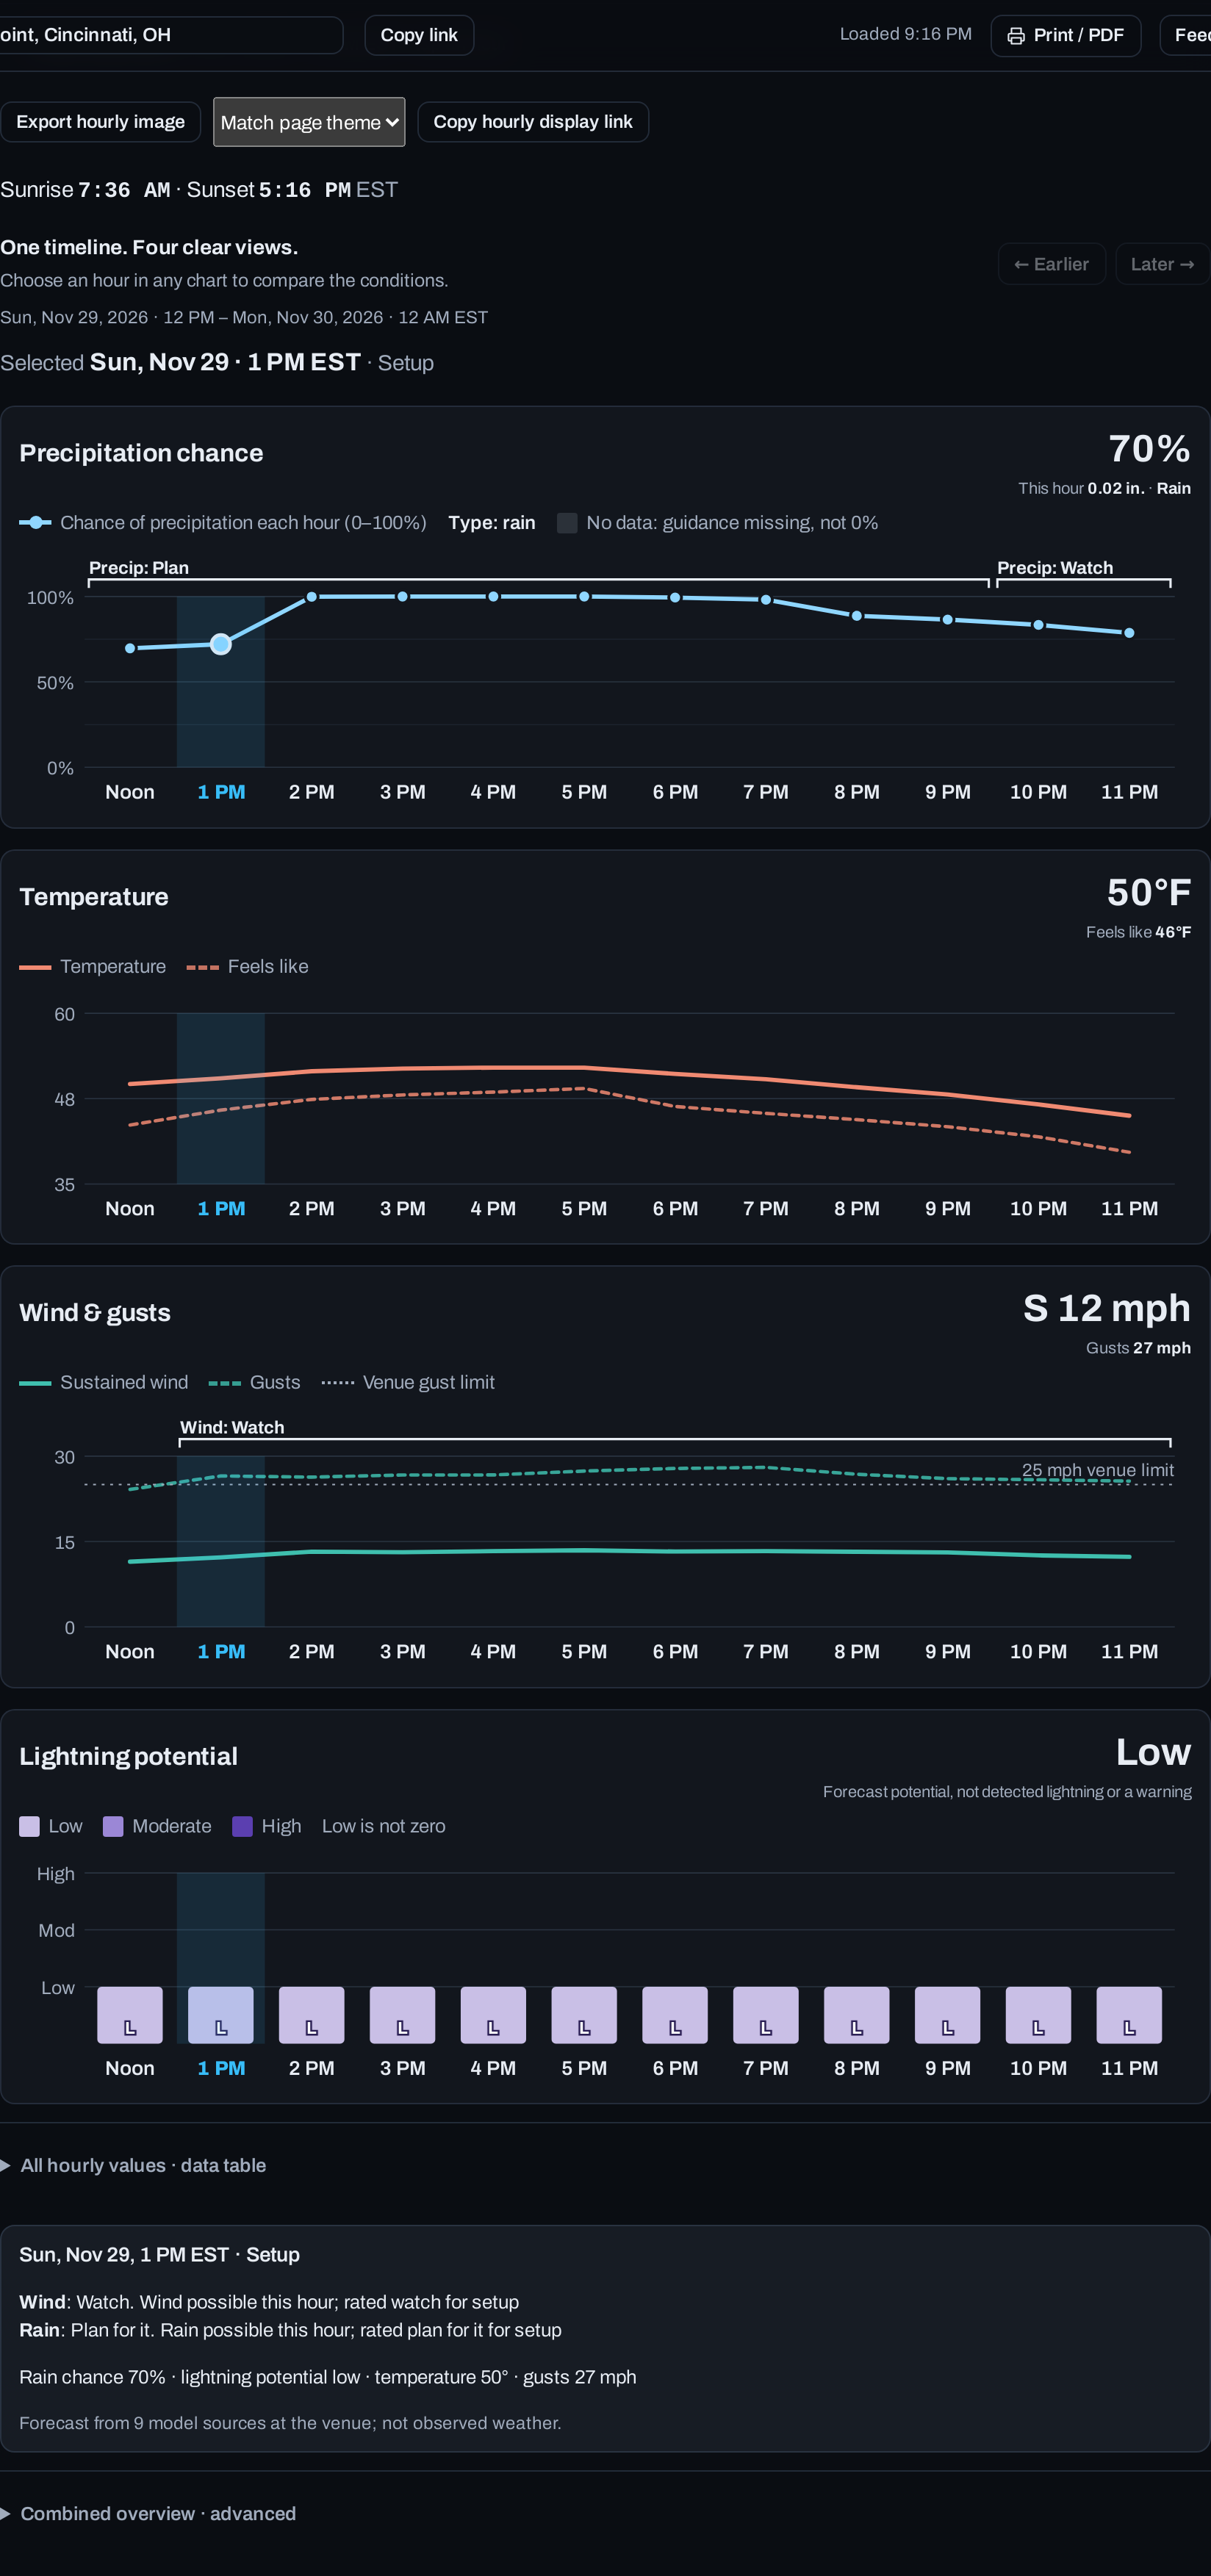 oint, Cincinnati, OH
Copy link
Loaded 9:16 PM
Print / PDF
Feed
Export hourly image
Match page theme
Copy hourly display link
Sunrise 7:36 AM · Sunset 5:16 PM EST
One timeline. Four clear views.
Choose an hour in any chart to compare the conditions.
← Earlier
Later →
Sun, Nov 29, 2026 · 12 PM – Mon, Nov 30, 2026 · 12 AM EST
Selected Sun, Nov 29 · 1 PM EST · Setup
Precipitation chance
70%
This hour 0.02 in. · Rain
Chance of precipitation each hour (0–100%)
Type: rain
No data: guidance missing, not 0%
Precip: Plan
Precip: Watch
100%
50%
0%
Noon 1 PM 2 PM 3 PM 4 PM 5 PM 6 PM 7 PM 8 PM 9 PM 10 PM 11 PM
Temperature
50°F
Feels like 46°F
Temperature
Feels like
60
48
35
Noon 1 PM 2 PM 3 PM 4 PM 5 PM 6 PM 7 PM 8 PM 9 PM 10 PM 11 PM
Wind & gusts
S 12 mph
Gusts 27 mph
Sustained wind
Gusts
Venue gust limit
Wind: Watch
30
25 mph venue limit
15
0
Noon 1 PM 2 PM 3 PM 4 PM 5 PM 6 PM 7 PM 8 PM 9 PM 10 PM 11 PM
Lightning potential
Low
Forecast potential, not detected lightning or a warning
Low
Moderate
High
Low is not zero
High
Mod
Low
L L L L L L L L L L L L
Noon 1 PM 2 PM 3 PM 4 PM 5 PM 6 PM 7 PM 8 PM 9 PM 10 PM 11 PM
All hourly values · data table
Sun, Nov 29, 1 PM EST · Setup
Wind: Watch. Wind possible this hour; rated watch for setup
Rain: Plan for it. Rain possible this hour; rated plan for it for setup
Rain chance 70% · lightning potential low · temperature 50° · gusts 27 mph
Forecast from 9 model sources at the venue; not observed weather.
Combined overview · advanced